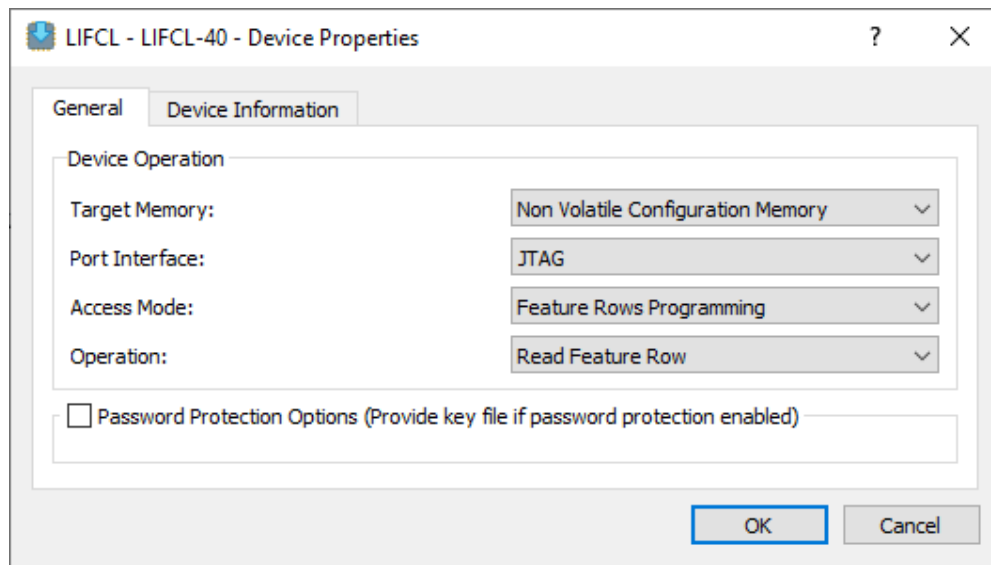 LIFCL - LIFCL-40 - Device Properties ?
General Device Information
Device Operation
Target Memory: Non Volatile Configuration Memory
Port Interface: JTAG
Access Mode: Feature Rows Programming
Operation: Read Feature Row
Password Protection Options (Provide key file if password protection enabled)
OK Cancel